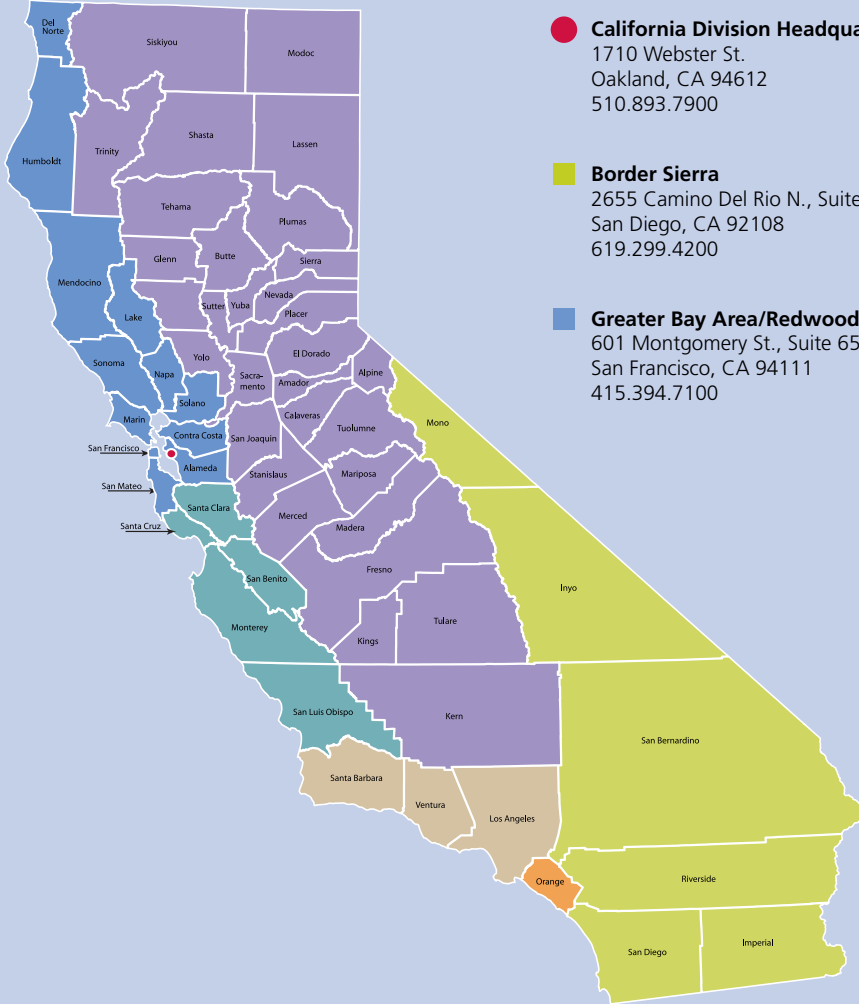 California Division Headqua
1710 Webster St.
Oakland, CA 94612
510.893.7900
Border Sierra
2655 Camino Del Rio N., Suite
San Diego, CA 92108
619.299.4200
Greater Bay Area/Redwood
601 Montgomery St., Suite 65
San Francisco, CA 94111
415.394.7100
Del
Norte
Siskiyou
Modoc
Humboldt
Trinity
Shasta
Lassen
Tehama
Plumas
Mendocino
Glenn
Butte
Sierra
Lake
Sutter
Yuba
Nevada
Placer
Sonoma
Napa
Yolo
El Dorado
Solano
Sacra-
mento
Amador
Alpine
Marin
Contra Costa
San Joaquin
Calaveras
Tuolumne
Mono
San Francisco
Alameda
Stanislaus
Mariposa
San Mateo
Santa Clara
Merced
Madera
Santa Cruz
San Benito
Fresno
Inyo
Monterey
Kings
Tulare
San Luis Obispo
Kern
San Bernardino
Santa Barbara
Ventura
Los Angeles
Orange
Riverside
San Diego
Imperial